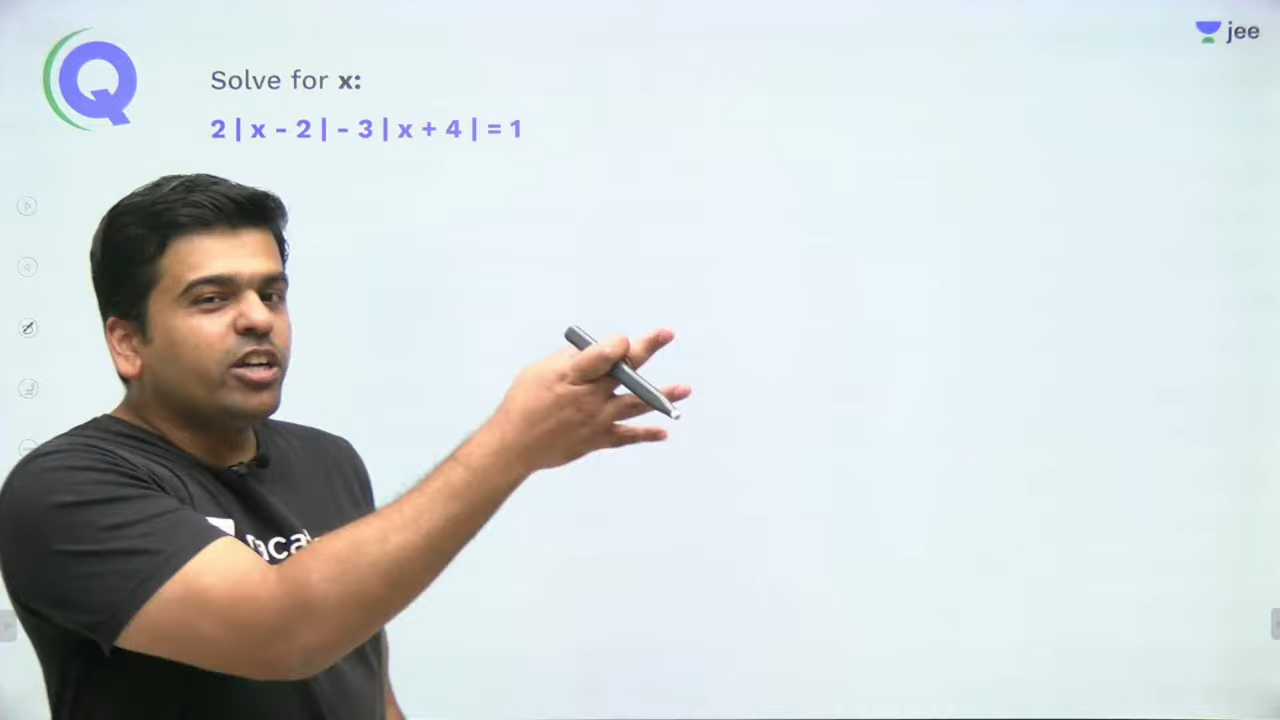 jee
Solve for x:
2 | x - 2 | - 3 | x + 4 | = 1